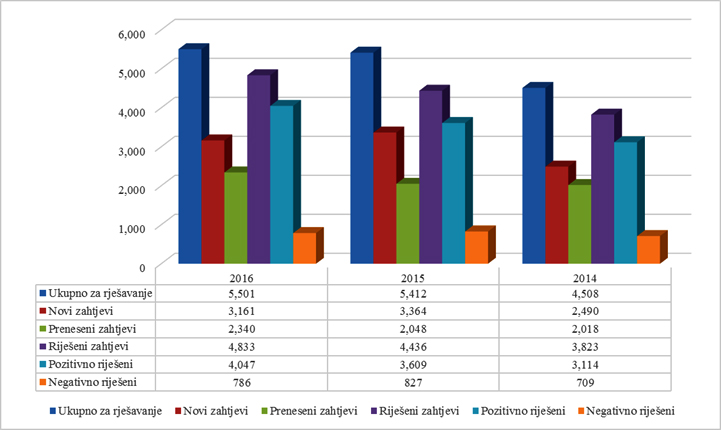 6,000
5,000
4,000
3,000
2,000
1,000
0
2016 2015 2014
Ukupno za rješavanje 5,501 5,412 4,508
Novi zahtjevi 3,161 3,364 2,490
Preneseni zahtjevi 2,340 2,048 2,018
Riješeni zahtjevi 4,833 4,436 3,823
Pozitivno riješeni 4,047 3,609 3,114
Negativno riješeni 786 827 709
Ukupno za rješavanje Novi zahtjevi Preneseni zahtjevi Riješeni zahtjevi Pozitivno riješeni Negativno riješeni